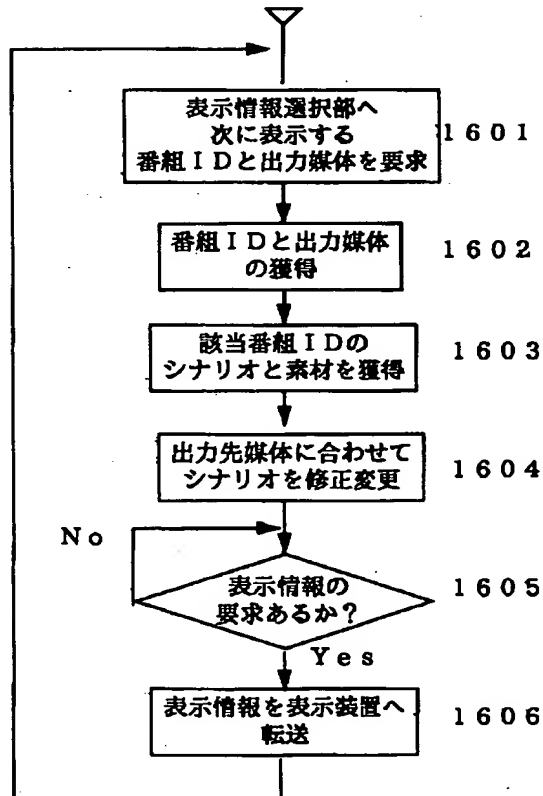 表示情報選択部へ
次に表示する
番組IDと出力媒体を要求
1601
番組IDと出力媒体
の獲得
1602
該当番組IDの
シナリオと素材を獲得
1603
出力先媒体に合わせて
シナリオを修正変更
1604
No
表示情報の
要求あるか?
1605
Yes
表示情報を表示装置へ
転送
1606